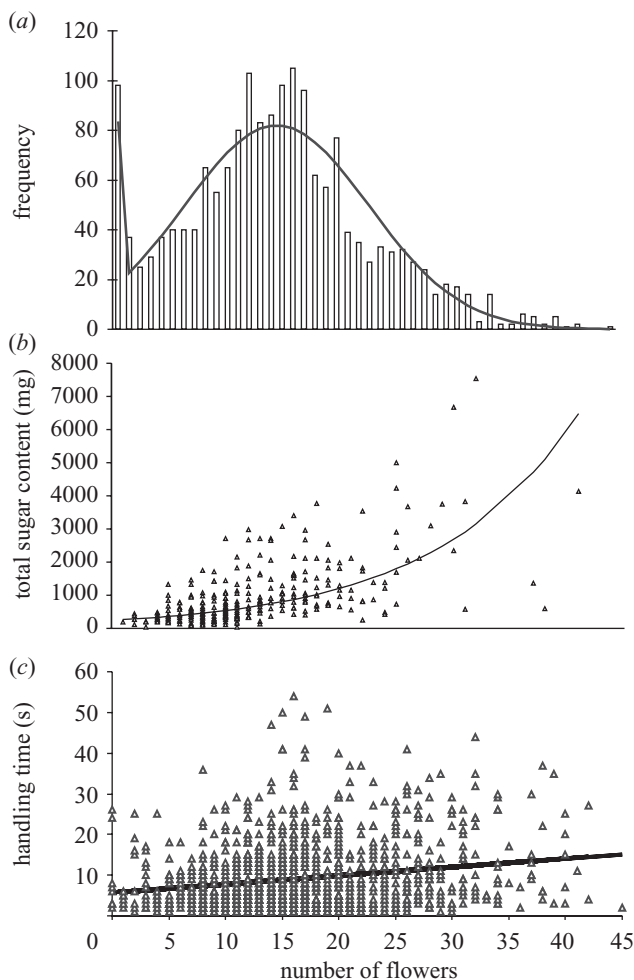 (a)
120
100
80
60
40
20
0
frequency
(b)
8000
7000
6000
5000
4000
3000
2000
1000
0
total sugar content (mg)
(c)
60
50
40
30
20
10
handling time (s)
0 5 10 15 20 25 30 35 40 45
number of flowers